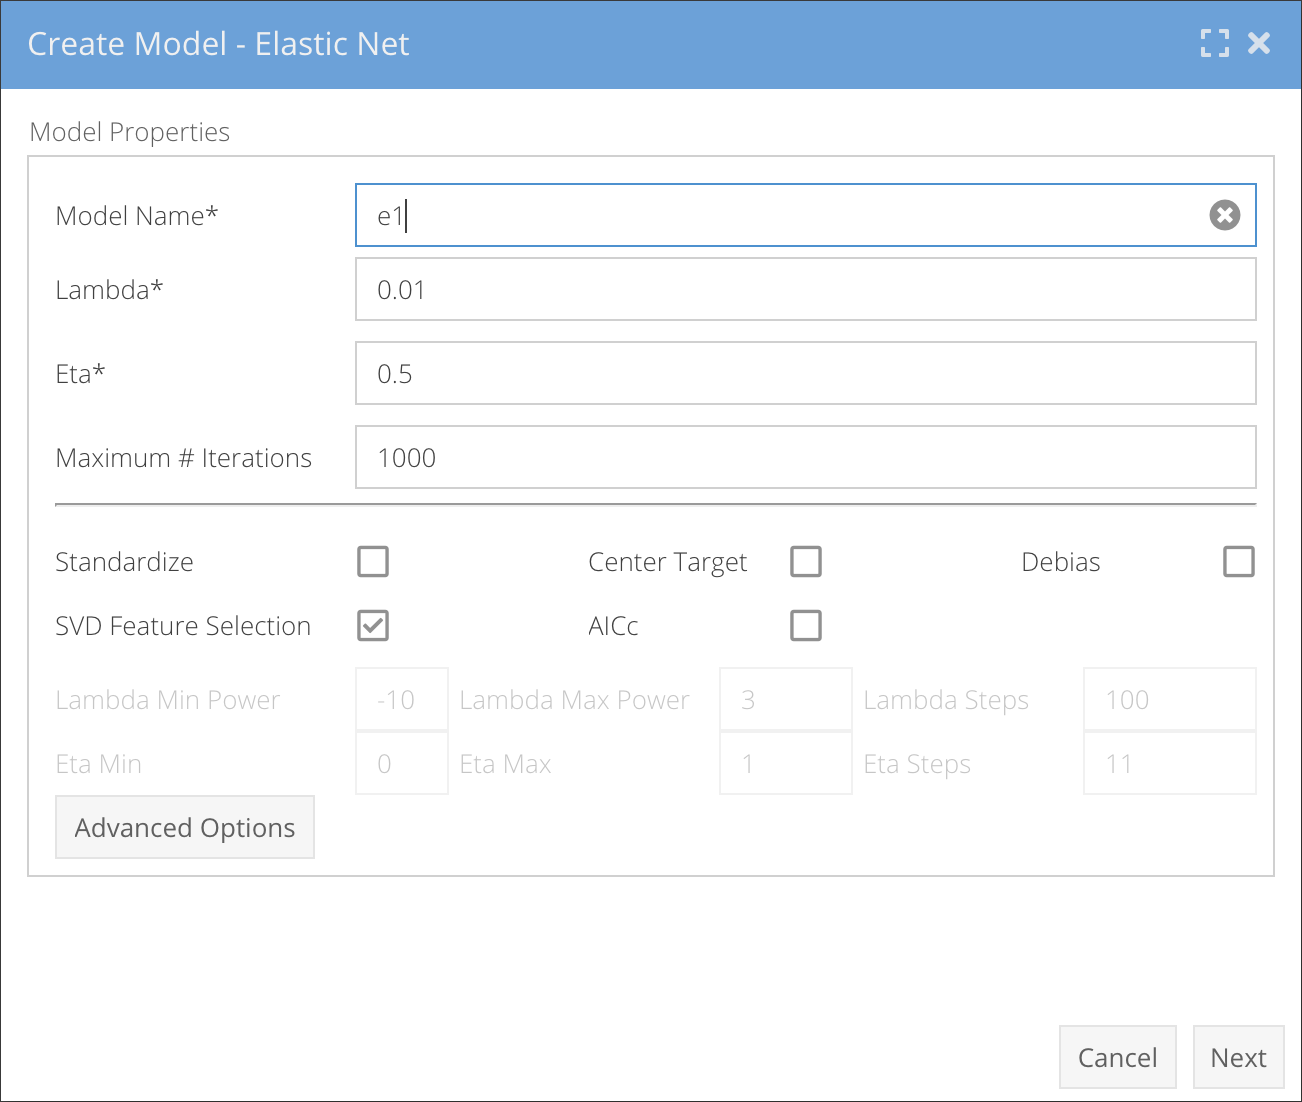 Create Model - Elastic Net
Model Properties
Model Name* e1
Lambda* 0.01
Eta* 0.5
Maximum # Iterations 1000
Standardize Center Target Debias
SVD Feature Selection AICc
Lambda Min Power -10 Lambda Max Power 3 Lambda Steps 100
Eta Min 0 Eta Max 1 Eta Steps 11
Advanced Options
Cancel Next